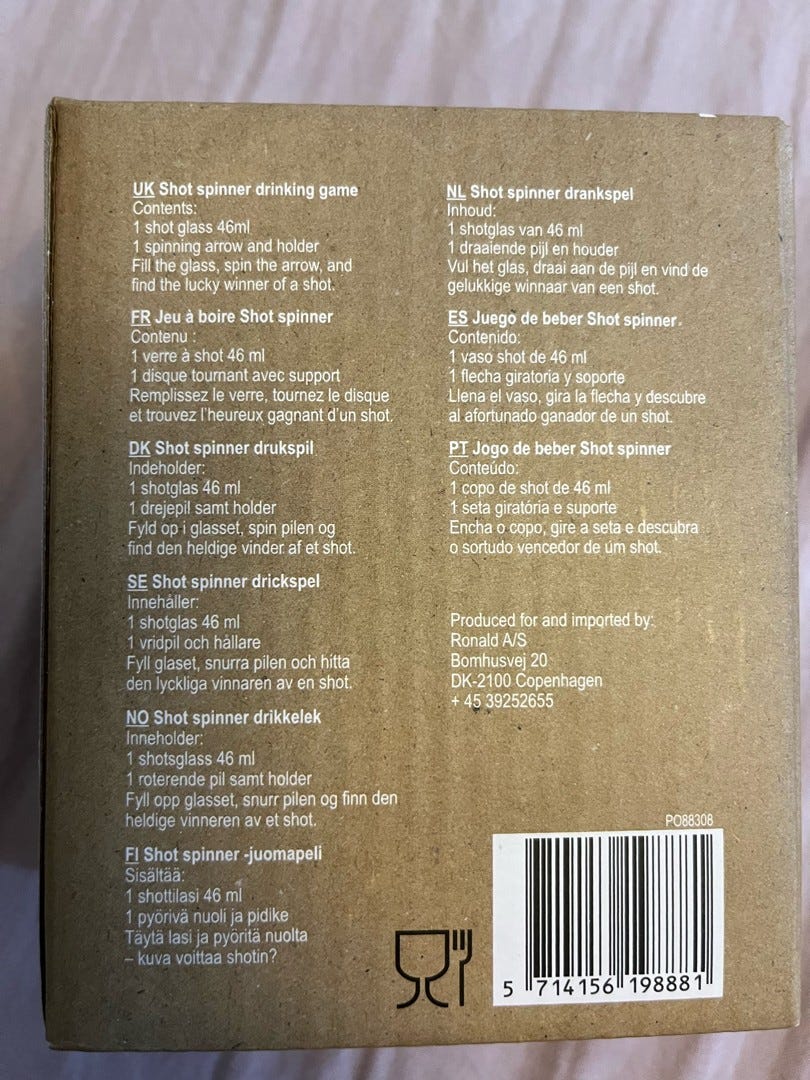 UK Shot spinner drinking game
Contents:
1 shot glass 46ml
1 spinning arrow and holder
Fill the glass, spin the arrow, and
find the lucky winner of a shot.
FR Jeu à boire Shot spinner
Contenu :
1 verre à shot 46 ml
1 disque tournant avec support
Remplissez le verre, tournez le disque
et trouvez l'heureux gagnant d'un shot.
DK Shot spinner drukspil
Indeholder:
1 shotglas 46 ml
1 drejepil samt holder
Fyld op i glasset, spin pilen og
find den heldige vinder af et shot.
SE Shot spinner drickspel
Innehåller:
1 shotglas 46 ml
1 vridpil och hållare
Fyll glaset, snurra pilen och hitta
den lyckliga vinnaren av en shot.
NO Shot spinner drikkelek
Inneholder:
1 shotsglass 46 ml
1 roterende pil samt holder
Fyll opp glasset, snurr pilen og finn den
heldige vinneren av et shot.
FI Shot spinner -juomapeli
Sisältää:
1 shottilasi 46 ml
1 pyörivä nuoli ja pidike
Täytä lasi ja pyöritä nuolta
– kuva voittaa shotin?
NL Shot spinner drankspel
Inhoud:
1 shotglas van 46 ml
1 draaiende pijl en houder
Vul het glas, draai aan de pijl en vind de
gelukkige winnaar van een shot.
ES Juego de beber Shot spinner.
Contenido:
1 vaso shot de 46 ml
1 flecha giratoria y soporte
Llena el vaso, gira la flecha y descubre
al afortunado ganador de un shot.
PT Jogo de beber Shot spinner
Conteúdo:
1 copo de shot de 46 ml
1 seta giratória e suporte
Encha o copo, gire a seta e descubra
o sortudo vencedor de úm shot.
Produced for and imported by:
Ronald A/S
Bomhusvej 20
DK-2100 Copenhagen
+ 45 39252655
PO88308
5 714156 198881